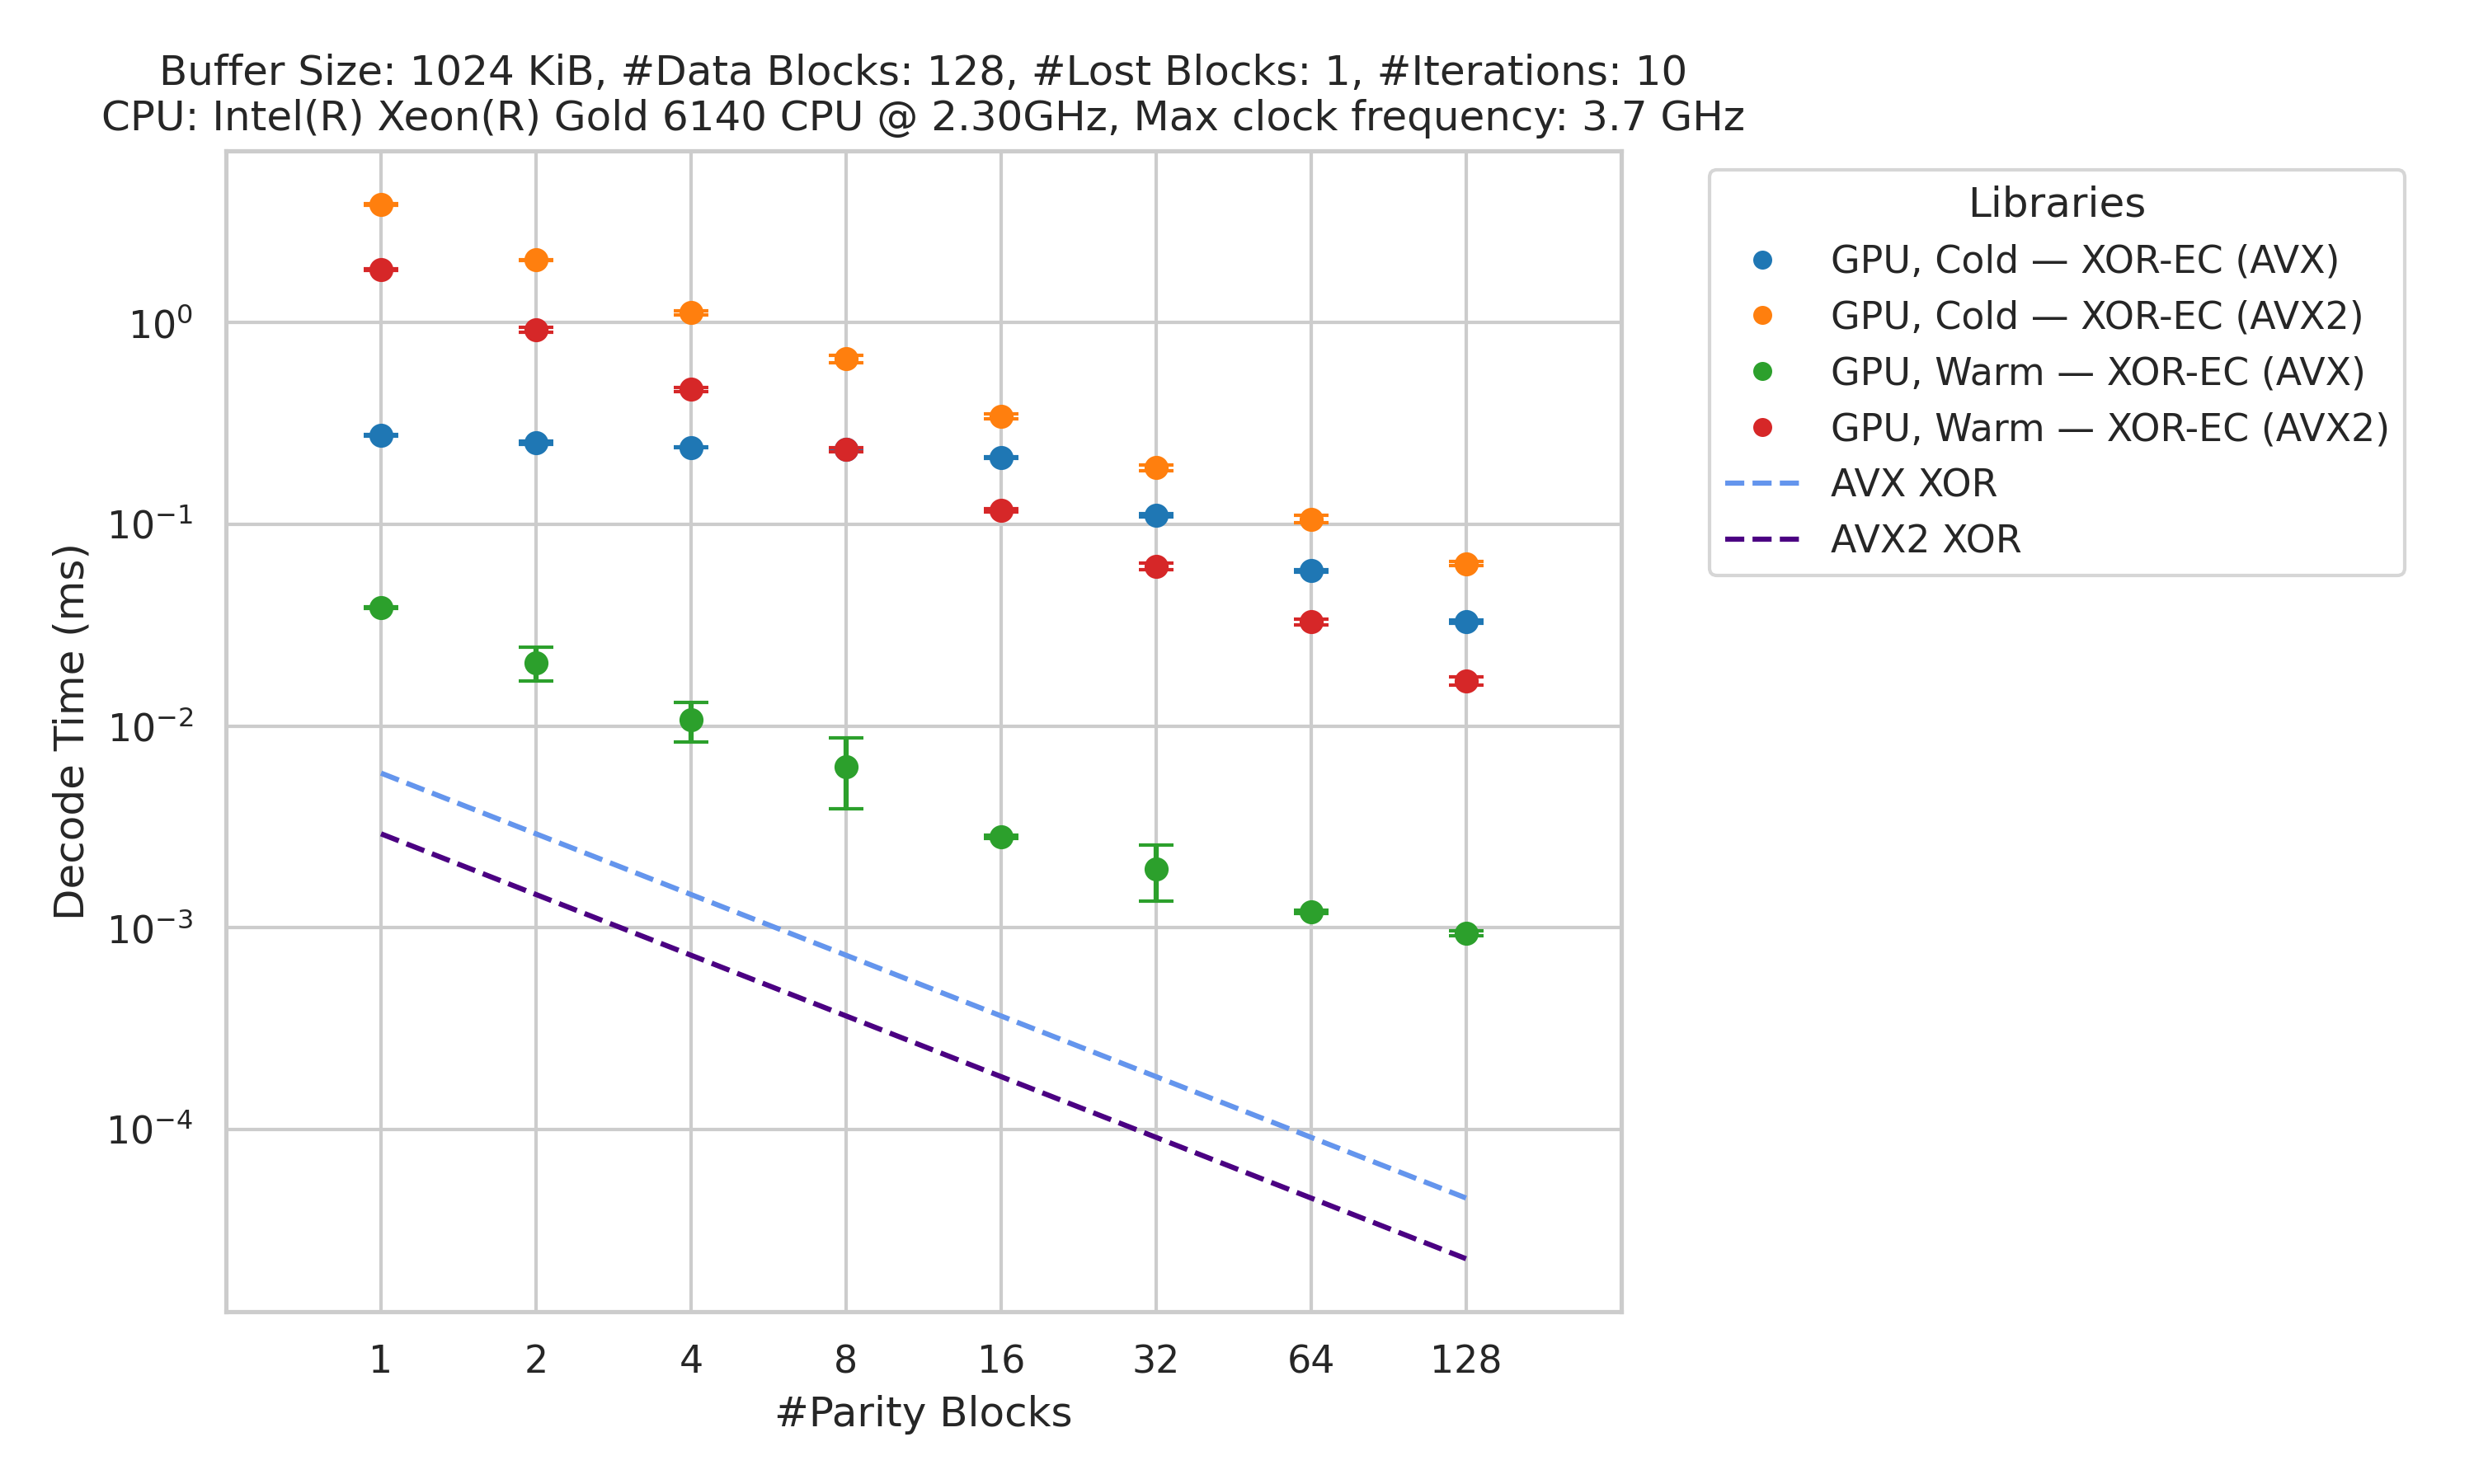 Buffer Size: 1024 KiB, #Data Blocks: 128, #Lost Blocks: 1, #Iterations: 10
CPU: Intel(R) Xeon(R) Gold 6140 CPU @ 2.30GHz, Max clock frequency: 3.7 GHz
Libraries
GPU, Cold — XOR-EC (AVX)
GPU, Cold — XOR-EC (AVX2)
GPU, Warm — XOR-EC (AVX)
GPU, Warm — XOR-EC (AVX2)
AVX XOR
AVX2 XOR
Decode Time (ms)
10⁰
10⁻¹
10⁻²
10⁻³
10⁻⁴
1 2 4 8 16 32 64 128
#Parity Blocks